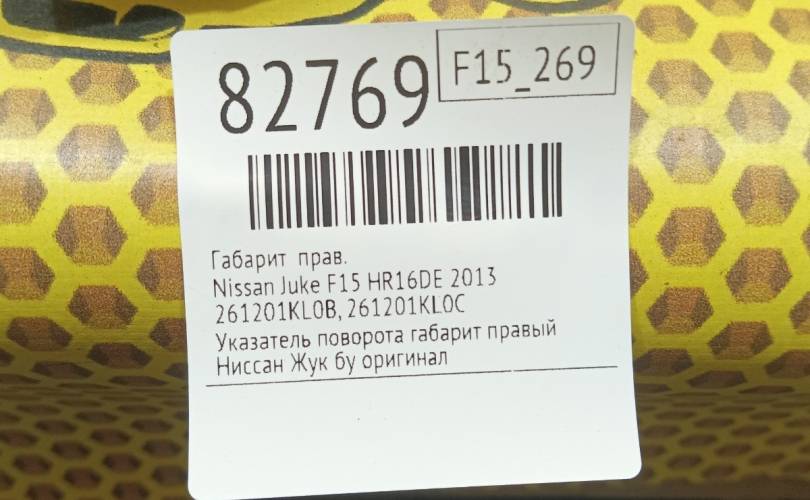 82769
F15_269
Габарит прав.
Nissan Juke F15 HR16DE 2013
261201KL0B, 261201KL0C
Указатель поворота габарит правый
Ниссан Жук бу оригинал